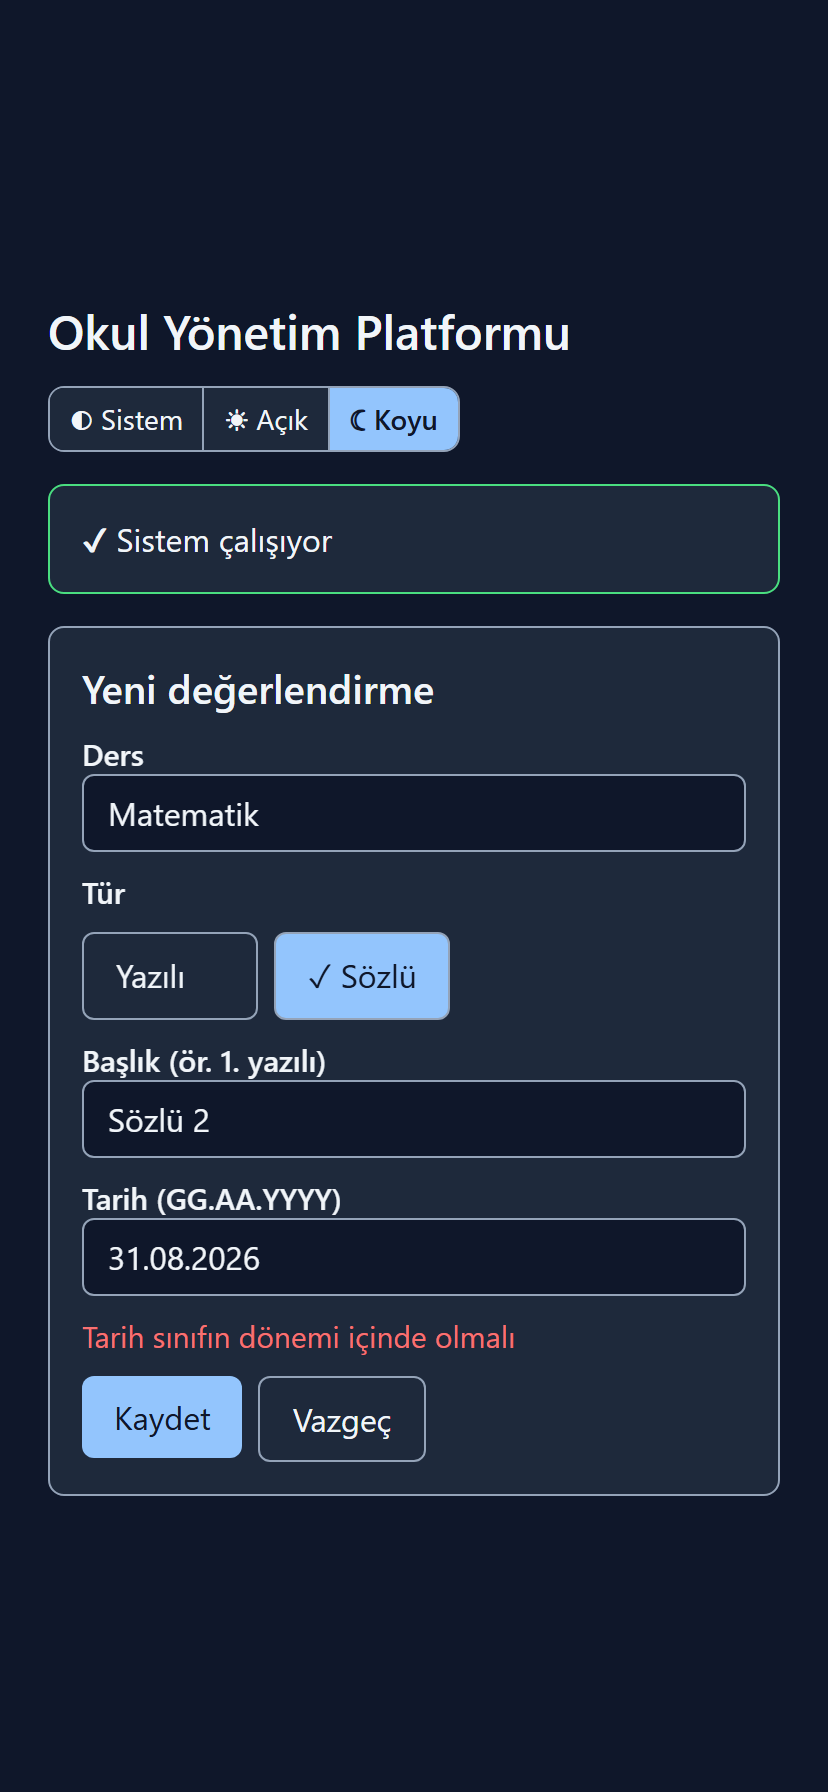 Okul Yönetim Platformu
◐ Sistem ☀ Açık ☾ Koyu
✓ Sistem çalışıyor
Yeni değerlendirme
Ders
Matematik
Tür
Yazılı ✓ Sözlü
Başlık (ör. 1. yazılı)
Sözlü 2
Tarih (GG.AA.YYYY)
31.08.2026
Tarih sınıfın dönemi içinde olmalı
Kaydet Vazgeç